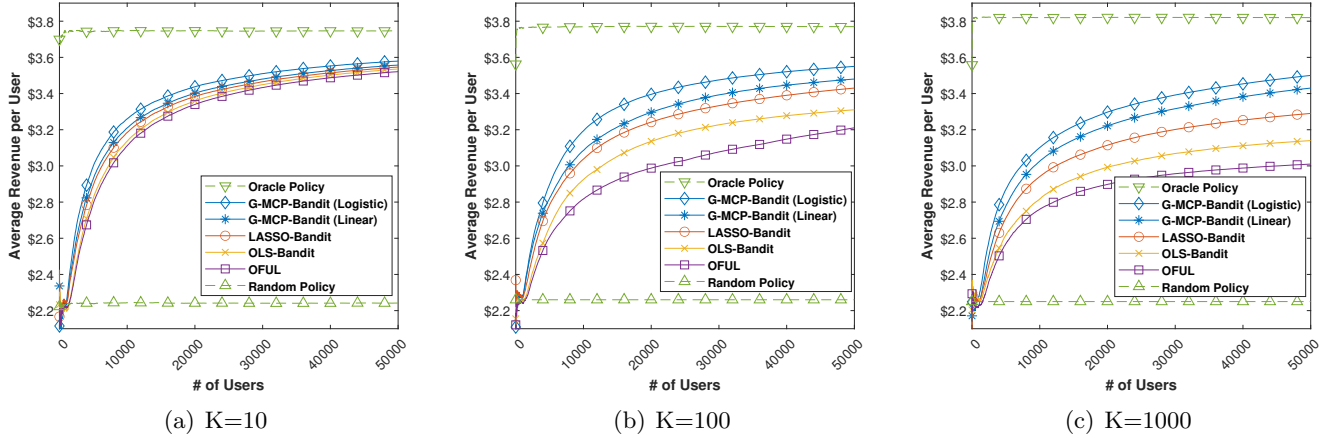 $3.8
$3.6
$3.4
$3.2
$3.0
$2.8
$2.6
$2.4
$2.2
Average Revenue per User
0
10000
20000
30000
40000
50000
# of Users
Oracle Policy
G-MCP-Bandit (Logistic)
G-MCP-Bandit (Linear)
LASSO-Bandit
OLS-Bandit
OFUL
Random Policy
(a) K=10
$3.8
$3.6
$3.4
$3.2
$3.0
$2.8
$2.6
$2.4
$2.2
Average Revenue per User
0
10000
20000
30000
40000
50000
# of Users
Oracle Policy
G-MCP-Bandit (Logistic)
G-MCP-Bandit (Linear)
LASSO-Bandit
OLS-Bandit
OFUL
Random Policy
(b) K=100
$3.8
$3.6
$3.4
$3.2
$3.0
$2.8
$2.6
$2.4
$2.2
Average Revenue per User
0
10000
20000
30000
40000
50000
# of Users
Oracle Policy
G-MCP-Bandit (Logistic)
G-MCP-Bandit (Linear)
LASSO-Bandit
OLS-Bandit
OFUL
Random Policy
(c) K=1000